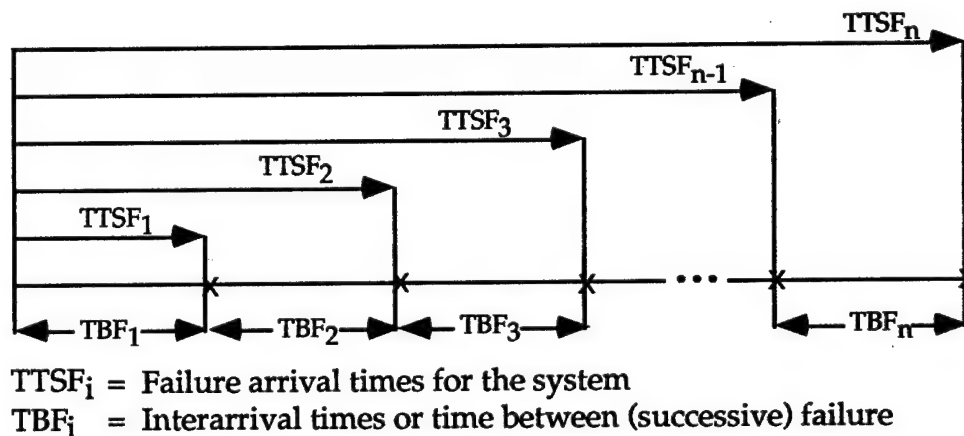 TTSFn
TTSFn-1
TTSF3
TTSF2
TTSF1
X X X ... X X
TBF1 TBF2 TBF3 TBFn
TTSFi = Failure arrival times for the system
TBFi = Interarrival times or time between (successive) failure